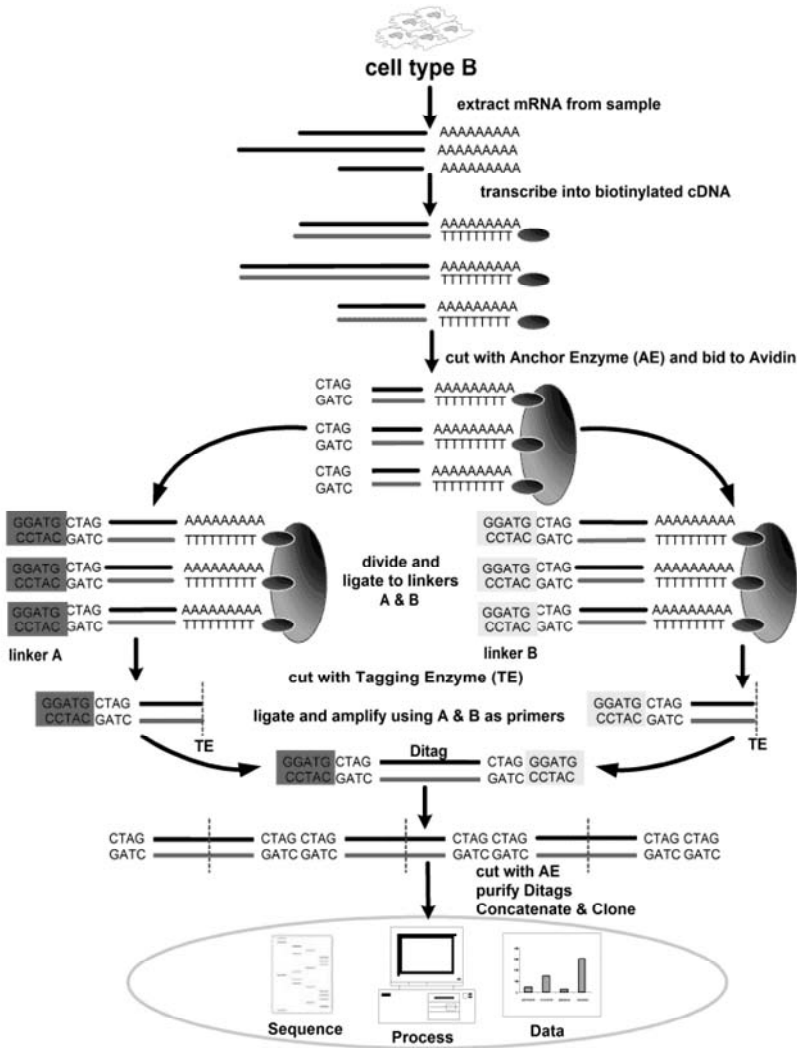 cell type B
extract mRNA from sample
AAAAAAAAA
AAAAAAAAA
AAAAAAAAA
transcribe into biotinylated cDNA
AAAAAAAAA
TTTTTTTTT
AAAAAAAAA
TTTTTTTTT
AAAAAAAAA
TTTTTTTTT
cut with Anchor Enzyme (AE) and bid to Avidin
CTAG AAAAAAAAA
GATC TTTTTTTTT
CTAG AAAAAAAAA
GATC TTTTTTTTT
CTAG AAAAAAAAA
GATC TTTTTTTTT
GGATG CTAG AAAAAAAAA
CCTAC GATC TTTTTTTTT
GGATG CTAG AAAAAAAAA
CCTAC GATC TTTTTTTTT
GGATG CTAG AAAAAAAAA
CCTAC GATC TTTTTTTTT
linker A
divide and
ligate to linkers
A & B
GGATG CTAG AAAAAAAAA
CCTAC GATC TTTTTTTTT
GGATG CTAG AAAAAAAAA
CCTAC GATC TTTTTTTTT
GGATG CTAG AAAAAAAAA
CCTAC GATC TTTTTTTTT
linker B
cut with Tagging Enzyme (TE)
GGATG CTAG
CCTAC GATC
TE
ligate and amplify using A & B as primers
GGATG CTAG
CCTAC GATC
TE
Ditag
GGATG CTAG CTAG GGATG
CCTAC GATC GATC CCTAC
CTAG CTAG CTAG CTAG CTAG CTAG CTAG
GATC GATC GATC GATC GATC GATC GATC
cut with AE
purify Ditags
Concatenate & Clone
Sequence
Process
Data